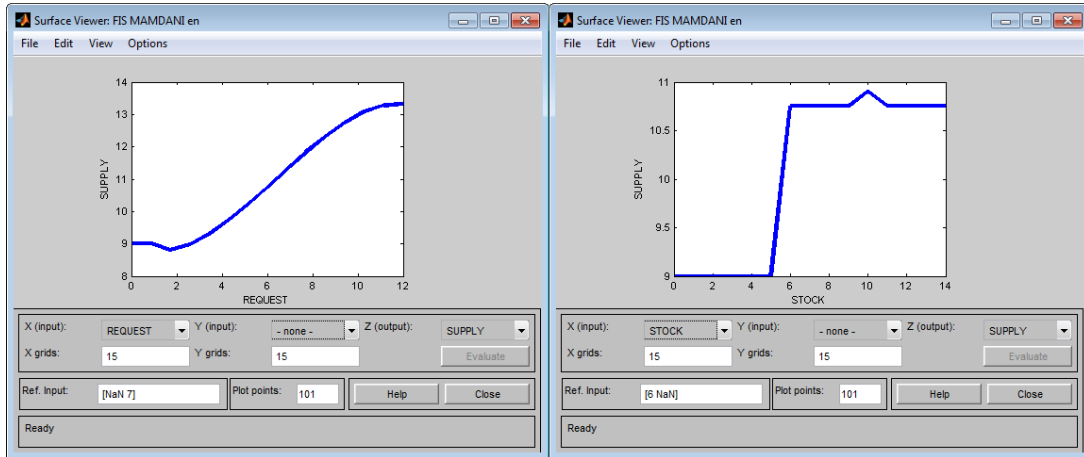 Surface Viewer: FIS MAMDANI en
File Edit View Options
14
13
12
11
10
9
8
SUPPLY
0 2 4 6 8 10 12
REQUEST
X (input): REQUEST Y (input): - none - Z (output): SUPPLY
X grids: 15 Y grids: 15 Evaluate
Ref. Input: [NaN 7] Plot points: 101 Help Close
Ready
Surface Viewer: FIS MAMDANI en
File Edit View Options
11
10.5
10
9.5
9
SUPPLY
0 2 4 6 8 10 12 14
STOCK
X (input): STOCK Y (input): - none - Z (output): SUPPLY
X grids: 15 Y grids: 15 Evaluate
Ref. Input: [6 NaN] Plot points: 101 Help Close
Ready